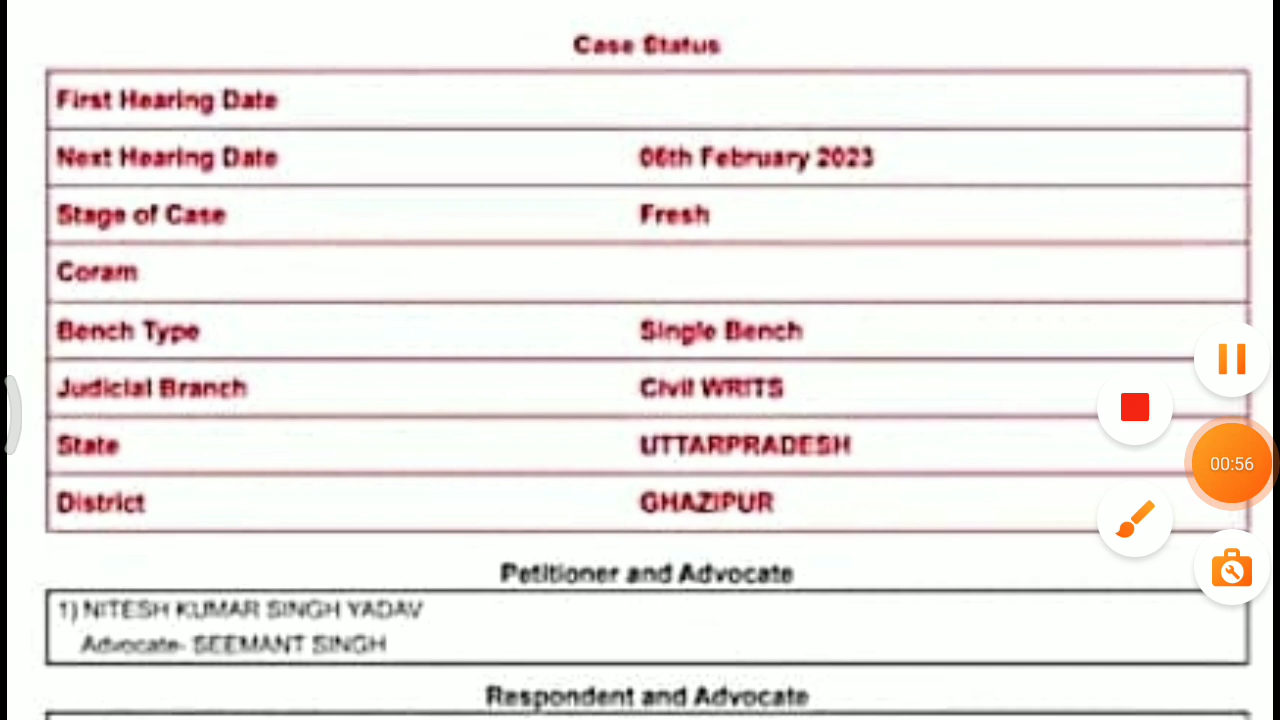 Case Status
First Hearing Date
Next Hearing Date 06th February 2023
Stage of Case Fresh
Coram
Bench Type Single Bench
Judicial Branch Civil WRITS
State UTTARPRADESH
District GHAZIPUR
00:56
Petitioner and Advocate
1) NITESH KUMAR SINGH YADAV
Advocate- SEEMANT SINGH
Respondent and Advocate